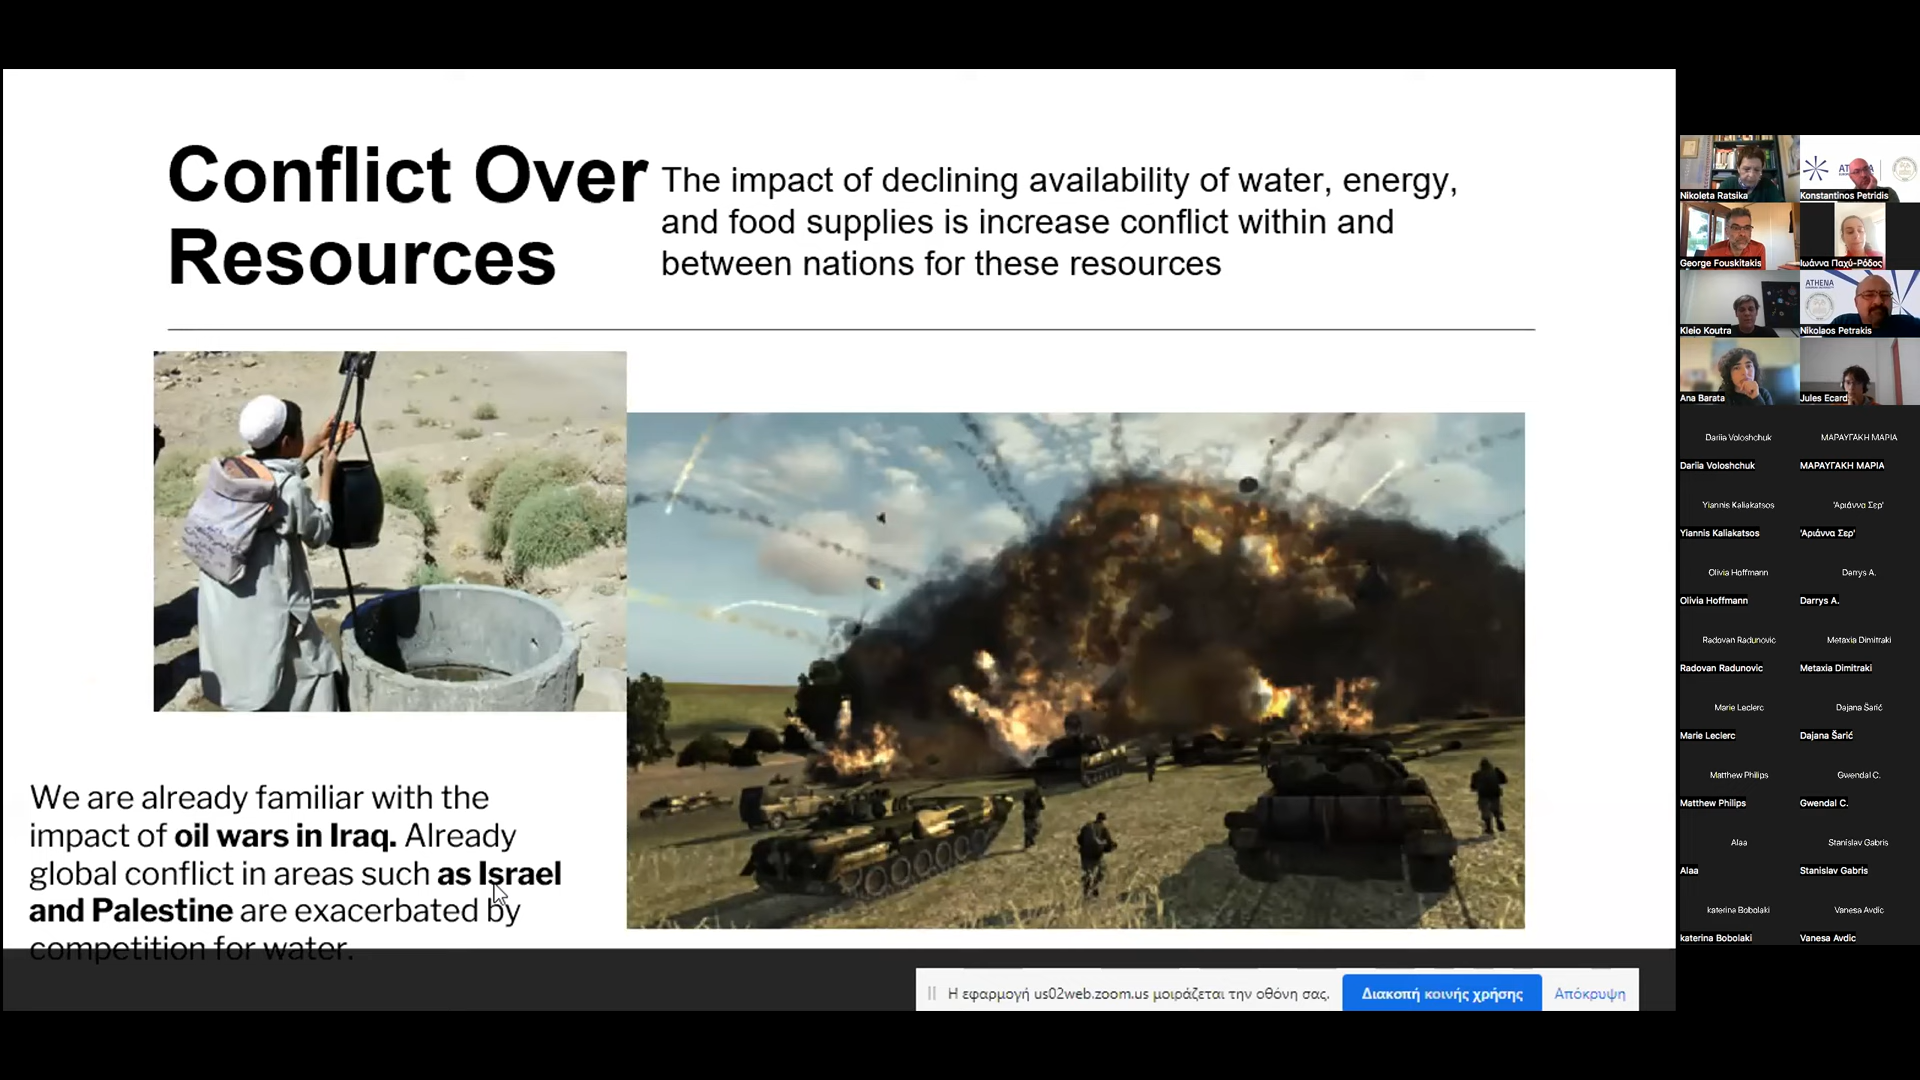 Conflict Over
Resources
The impact of declining availability of water, energy,
and food supplies is increase conflict within and
between nations for these resources
We are already familiar with the
impact of oil wars in Iraq. Already
global conflict in areas such as Israel
and Palestine are exacerbated by
competition for water.
Η εφαρμογή us02web.zoom.us μοιράζεται την οθόνη σας.
Διακοπή κοινής χρήσης
Απόκρυψη
Nikoleta Ratsika
Konstantinos Petridis
George Fouskitakis
Ιωάννα Παχύ-Ρόδος
Kleio Koutra
ATHENA
Nikolaos Petrakis
Ana Barata
Jules Ecard
Dariia Voloshchuk
ΜΑΡΑΥΓΑΚΗ ΜΑΡΙΑ
Dariia Voloshchuk
ΜΑΡΑΥΓΑΚΗ ΜΑΡΙΑ
Yiannis Kaliakatsos
'Αριάννα Σερ'
Yiannis Kaliakatsos
'Αριάννα Σερ'
Olivia Hoffmann
Darrys A.
Olivia Hoffmann
Darrys A.
Radovan Radunovic
Metaxia Dimitraki
Radovan Radunovic
Metaxia Dimitraki
Marie Leclerc
Dajana Šarić
Marie Leclerc
Dajana Šarić
Matthew Philips
Gwendal C.
Matthew Philips
Gwendal C.
Alaa
Stanislav Gabris
Alaa
Stanislav Gabris
katerina Bobolaki
Vanesa Avdic
katerina Bobolaki
Vanesa Avdic